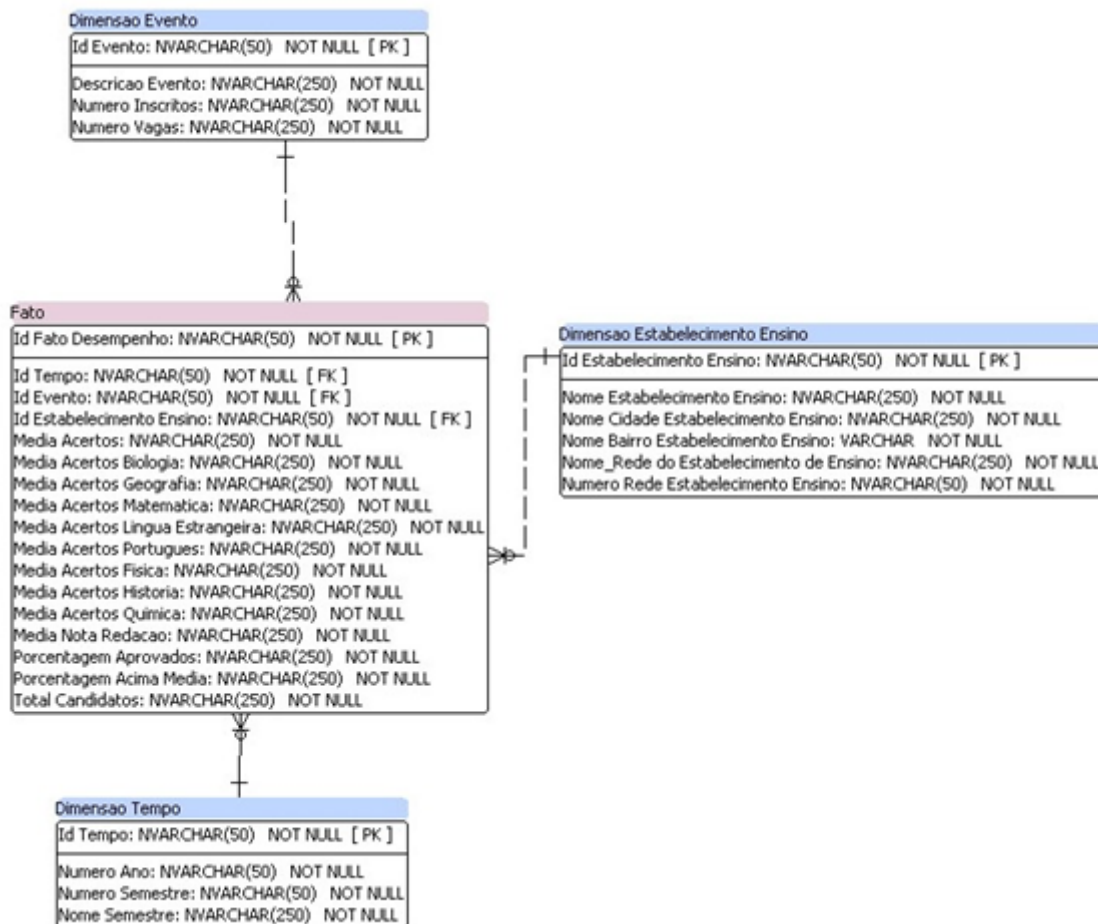 Dimensao Evento
Id Evento: NVARCHAR(50) NOT NULL [ PK ]
Descricao Evento: NVARCHAR(250) NOT NULL
Numero Inscritos: NVARCHAR(250) NOT NULL
Numero Vagas: NVARCHAR(250) NOT NULL
Fato
Id Fato Desempenho: NVARCHAR(50) NOT NULL [ PK ]
Id Tempo: NVARCHAR(50) NOT NULL [ FK ]
Id Evento: NVARCHAR(50) NOT NULL [ FK ]
Id Estabelecimento Ensino: NVARCHAR(50) NOT NULL [ FK ]
Media Acertos: NVARCHAR(250) NOT NULL
Media Acertos Biologia: NVARCHAR(250) NOT NULL
Media Acertos Geografia: NVARCHAR(250) NOT NULL
Media Acertos Matematica: NVARCHAR(250) NOT NULL
Media Acertos Lingua Estrangeira: NVARCHAR(250) NOT NULL
Media Acertos Portugues: NVARCHAR(250) NOT NULL
Media Acertos Fisica: NVARCHAR(250) NOT NULL
Media Acertos Historia: NVARCHAR(250) NOT NULL
Media Acertos Quimica: NVARCHAR(250) NOT NULL
Media Nota Redacao: NVARCHAR(250) NOT NULL
Porcentagem Aprovados: NVARCHAR(250) NOT NULL
Porcentagem Acima Media: NVARCHAR(250) NOT NULL
Total Candidatos: NVARCHAR(250) NOT NULL
Dimensao Estabelecimento Ensino
Id Estabelecimento Ensino: NVARCHAR(50) NOT NULL [ PK ]
Nome Estabelecimento Ensino: NVARCHAR(250) NOT NULL
Nome Cidade Estabelecimento Ensino: NVARCHAR(250) NOT NULL
Nome Bairro Estabelecimento Ensino: VARCHAR NOT NULL
Nome_Rede do Estabelecimento de Ensino: NVARCHAR(250) NOT NULL
Numero Rede Estabelecimento Ensino: NVARCHAR(50) NOT NULL
Dimensao Tempo
Id Tempo: NVARCHAR(50) NOT NULL [ PK ]
Numero Ano: NVARCHAR(50) NOT NULL
Numero Semestre: NVARCHAR(50) NOT NULL
Nome Semestre: NVARCHAR(250) NOT NULL